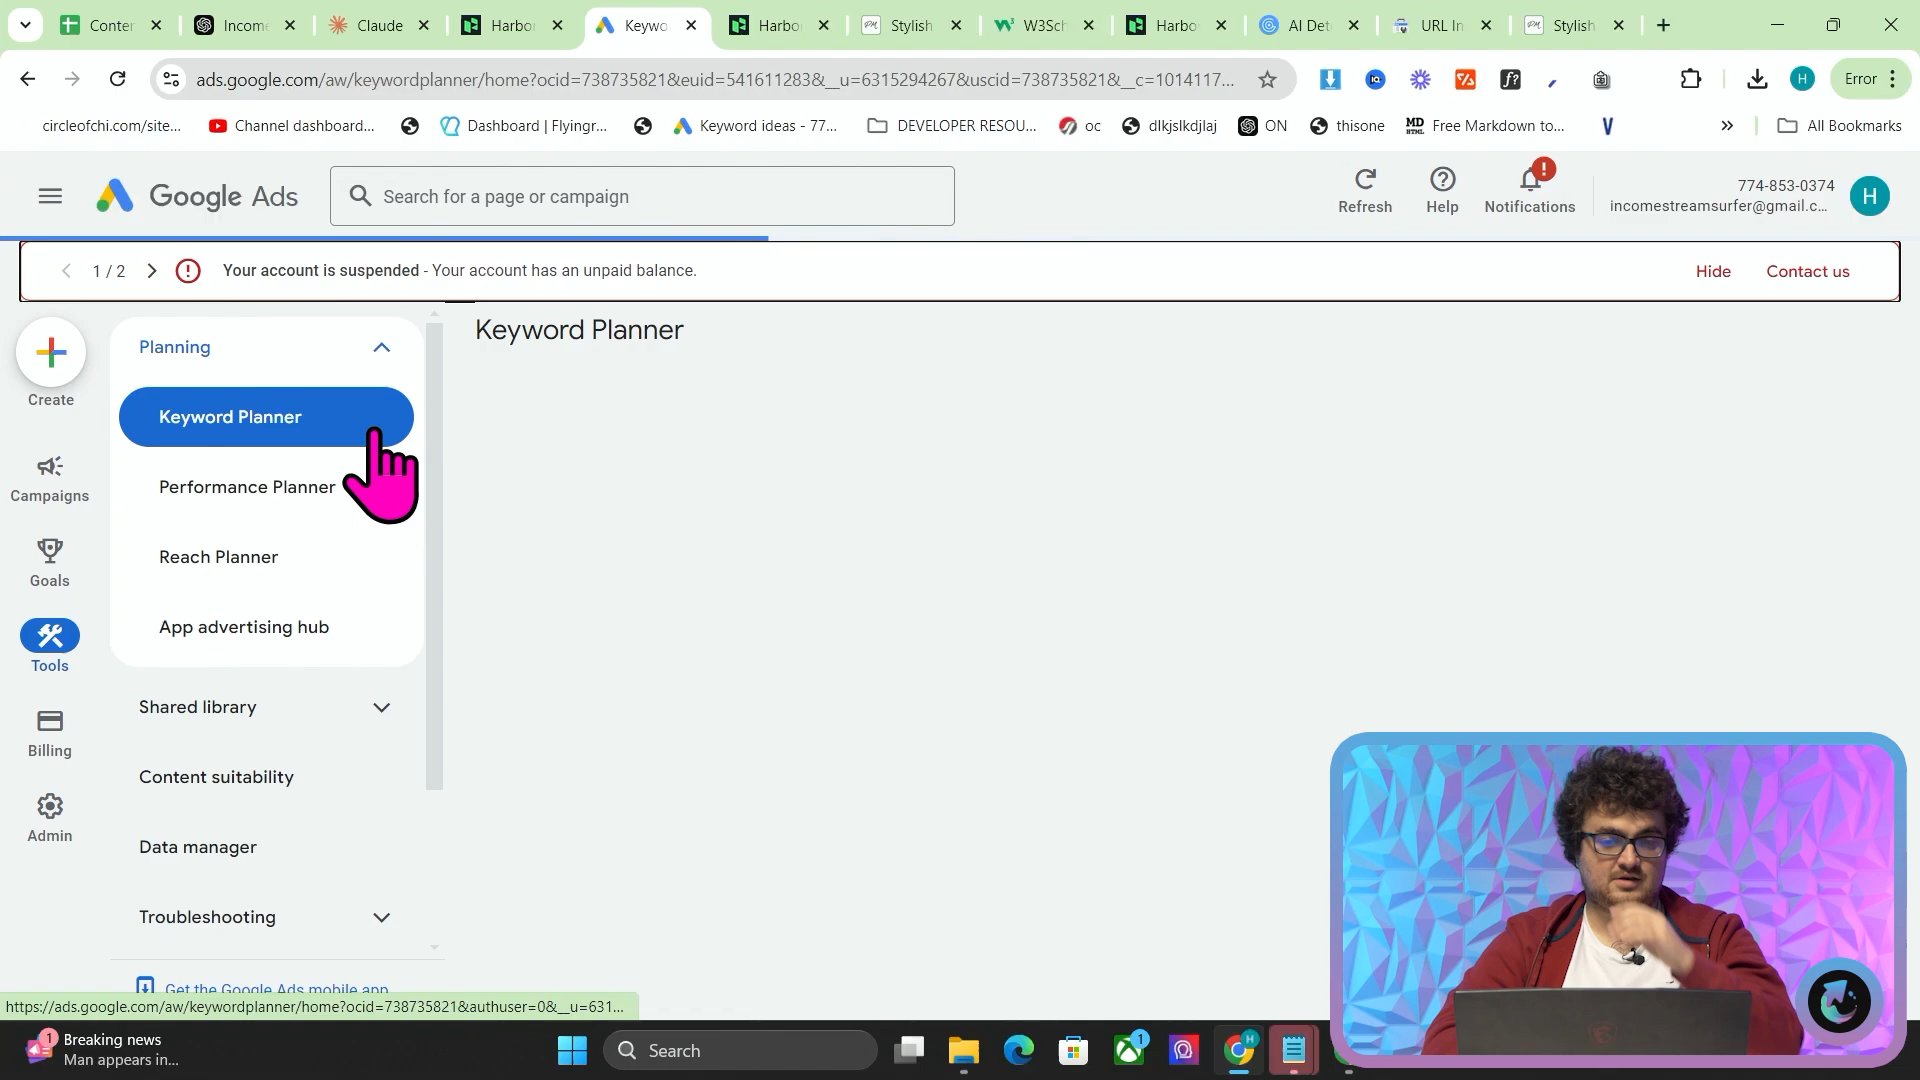 Conten
Income
Claude
Harbor
Keywo
Harbo
Stylish
W3Sch
Harbo
AI Det
URL In
Stylish
ads.google.com/aw/keywordplanner/home?ocid=738735821&euid=541611283&__u=6315294267&uscid=738735821&__c=1014117...
Error
circleofchi.com/site...
Channel dashboard...
Dashboard | Flyingr...
Keyword ideas - 77...
DEVELOPER RESOU...
oc
dlkjslkdjlaj
ON
thisone
Free Markdown to...
All Bookmarks
Google Ads
Search for a page or campaign
Refresh
Help
Notifications
774-853-0374
incomestreamsurfer@gmail.c...
H
1 / 2
Your account is suspended - Your account has an unpaid balance.
Hide
Contact us
Create
Campaigns
Goals
Tools
Billing
Admin
Planning
Keyword Planner
Performance Planner
Reach Planner
App advertising hub
Shared library
Content suitability
Data manager
Troubleshooting
Get the Google Ads mobile app
Keyword Planner
https://ads.google.com/aw/keywordplanner/home?ocid=738735821&authuser=0&__u=631...
1
Breaking news
Man appears in...
Search
1